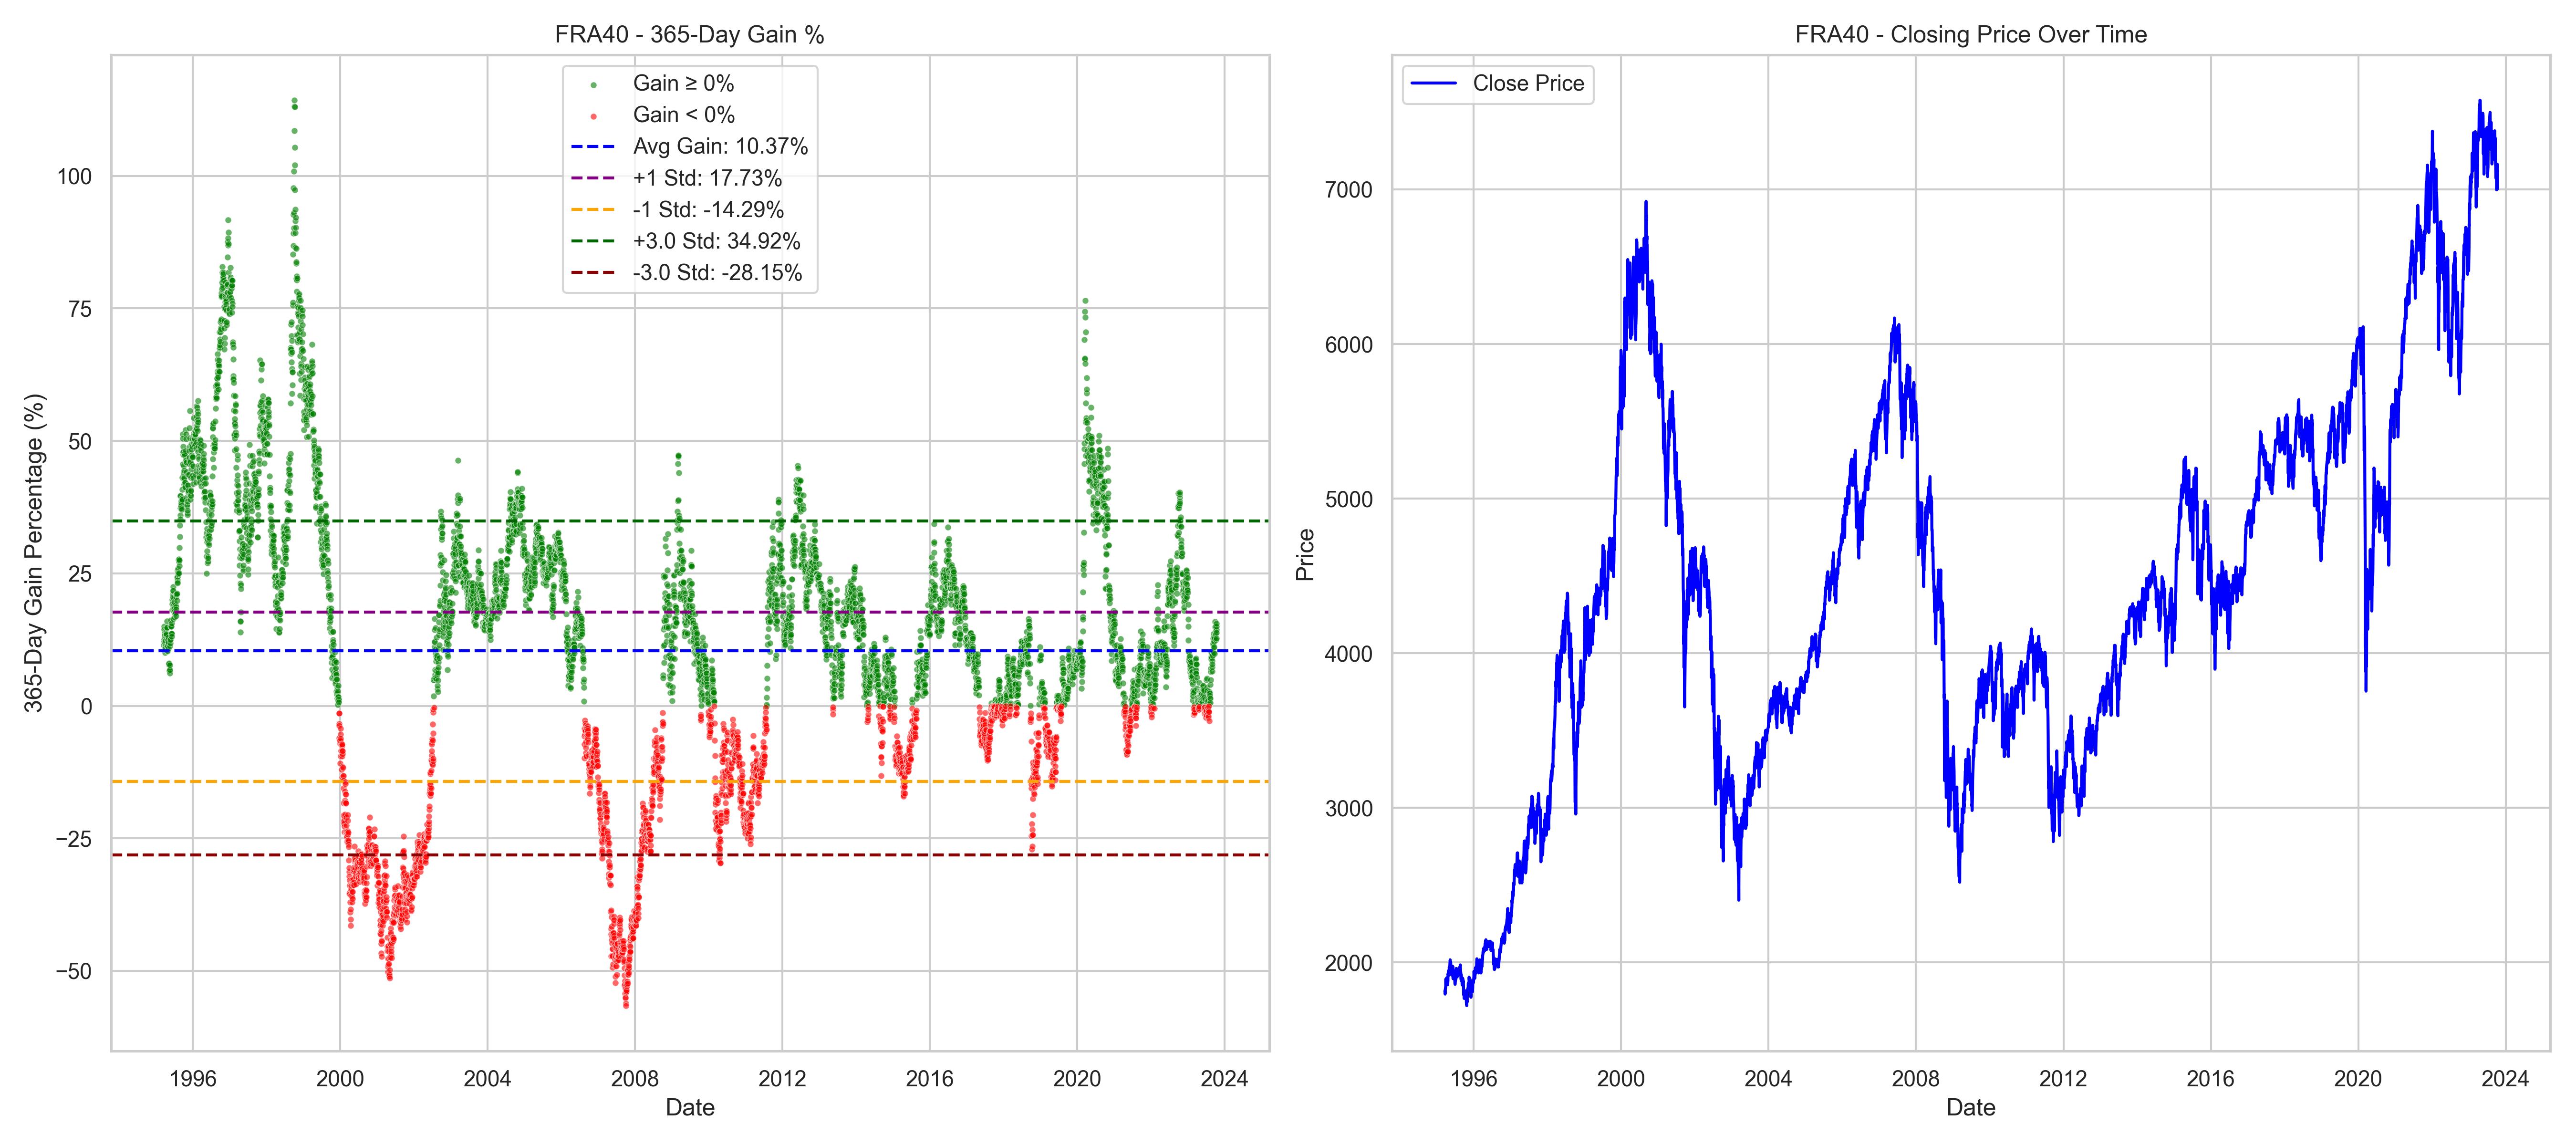 FRA40 - 365-Day Gain %
Gain ≥ 0%
Gain < 0%
Avg Gain: 10.37%
+1 Std: 17.73%
-1 Std: -14.29%
+3.0 Std: 34.92%
-3.0 Std: -28.15%
365-Day Gain Percentage (%)
100
75
50
25
0
−25
−50
1996 2000 2004 2008 2012 2016 2020 2024
Date
FRA40 - Closing Price Over Time
Close Price
Price
7000
6000
5000
4000
3000
2000
1996 2000 2004 2008 2012 2016 2020 2024
Date